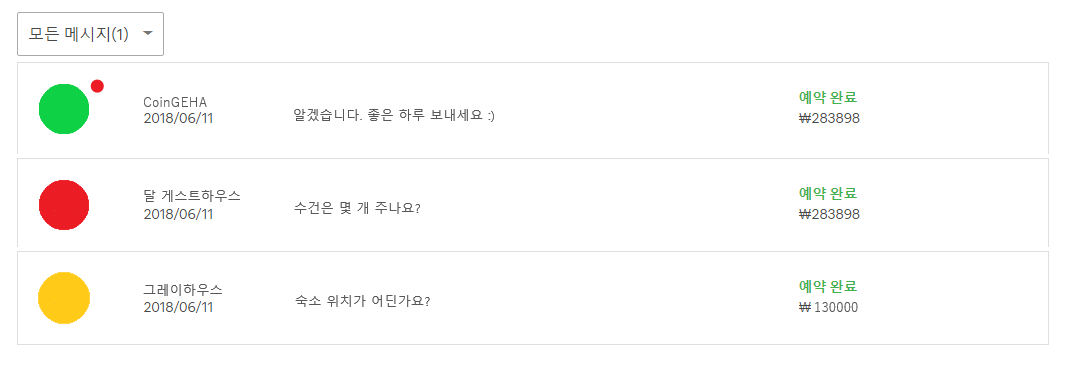 모든 메시지(1)
CoinGEHA
2018/06/11
알겠습니다. 좋은 하루 보내세요 :)
예약 완료
₩283898
달 게스트하우스
2018/06/11
수건은 몇 개 주나요?
예약 완료
₩283898
그레이하우스
2018/06/11
숙소 위치가 어딘가요?
예약 완료
₩130000